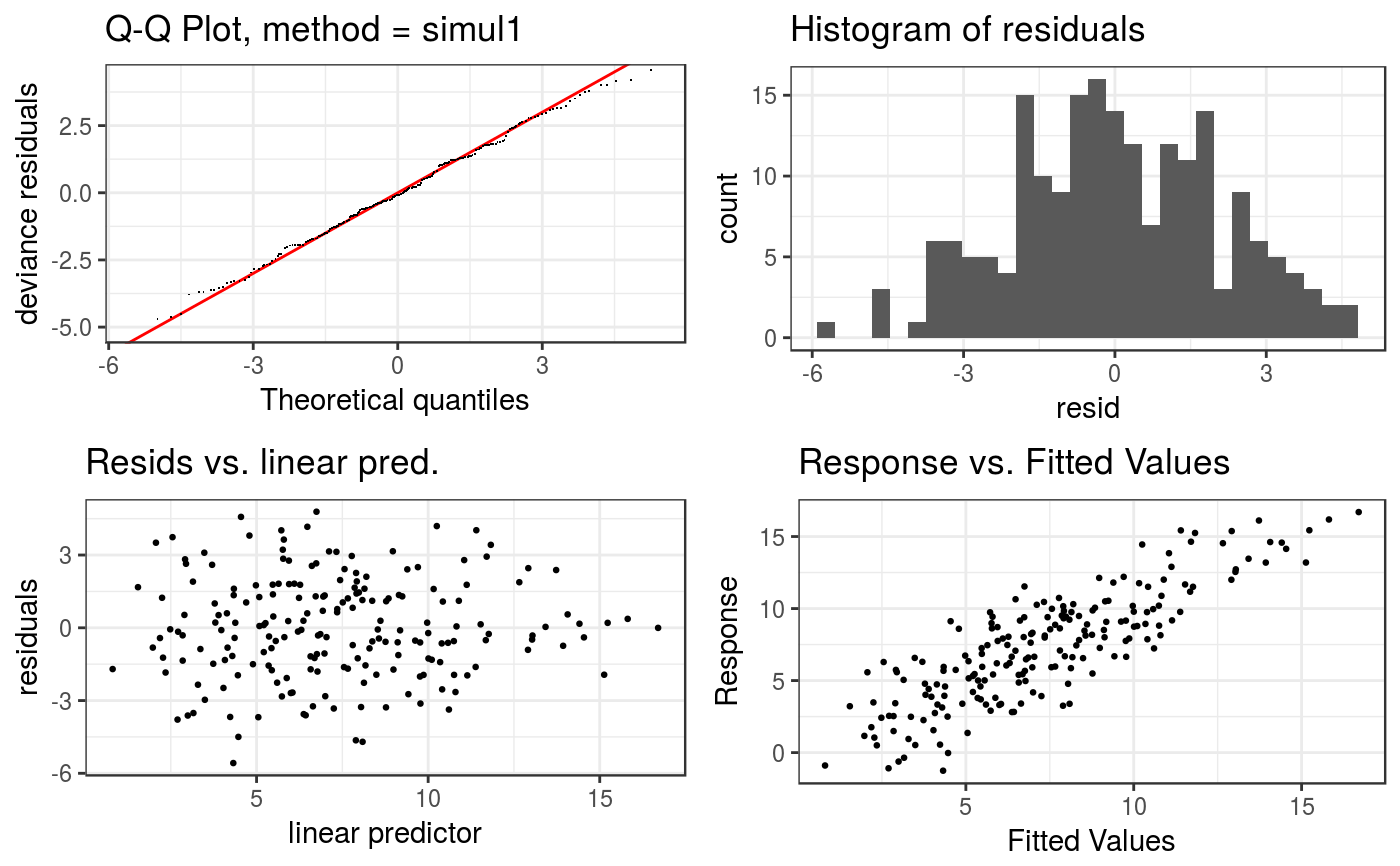 Q-Q Plot, method = simul1
deviance residuals
2.5
0.0
-2.5
-5.0
-6
-3
0
3
Theoretical quantiles
Histogram of residuals
count
15
10
5
0
-6
-3
0
3
resid
Resids vs. linear pred.
residuals
3
0
-3
-6
5
10
15
linear predictor
Response vs. Fitted Values
Response
15
10
5
0
5
10
15
Fitted Values